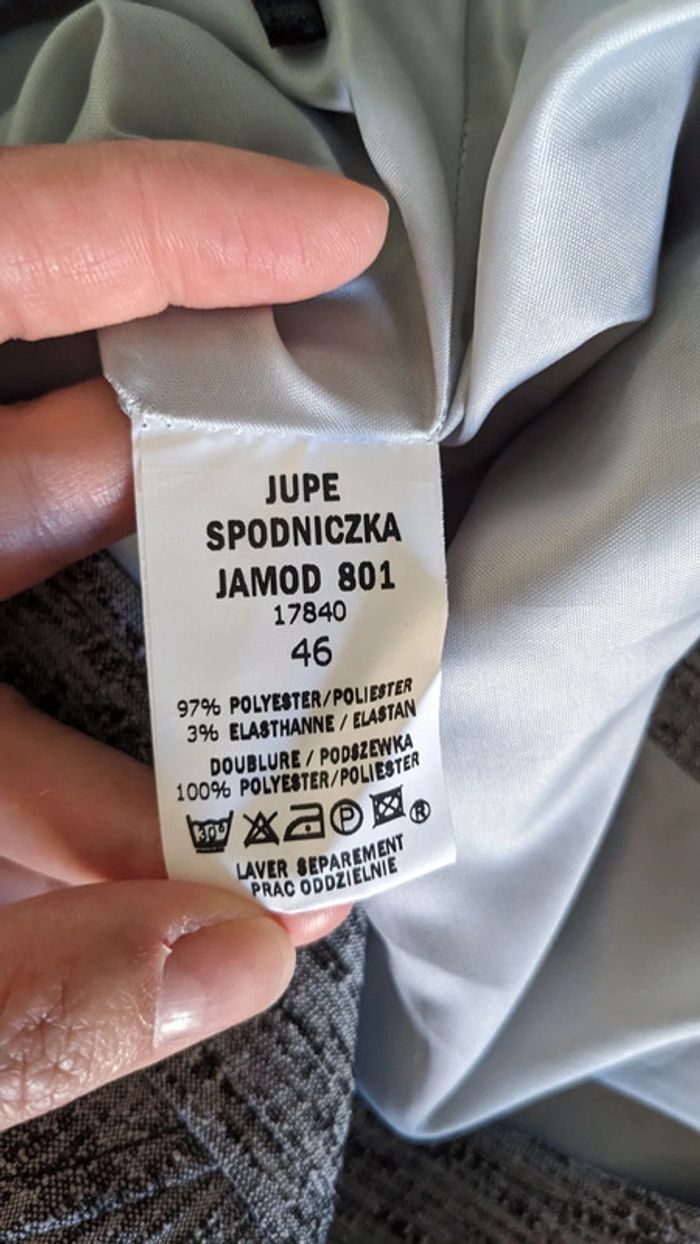 JUPE
SPODNICZKA
JAMOD 801
17840
46
97% POLYESTER/POLIESTER
3% ELASTHANNE / ELASTAN
DOUBLURE / PODSZEWKA
100% POLYESTER/POLIESTER
30° P ®
LAVER SEPAREMENT
PRAC ODDZIELNIE